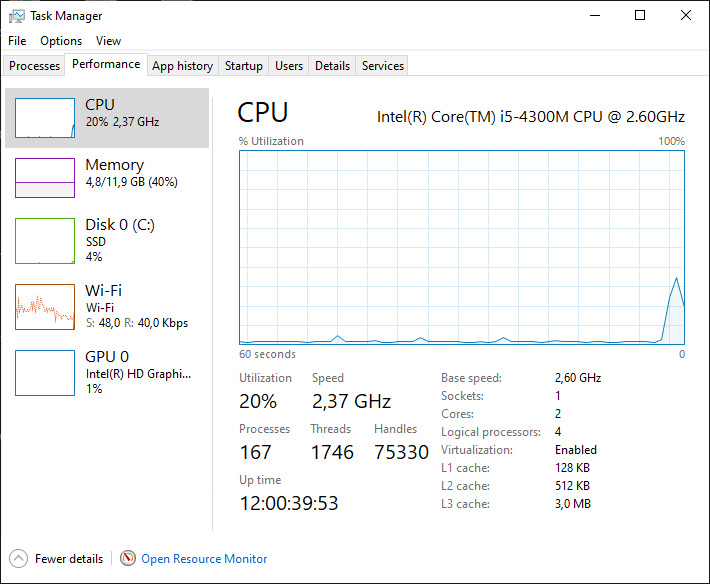 Task Manager
File Options View
Processes Performance App history Startup Users Details Services
CPU
20% 2,37 GHz
Memory
4,8/11,9 GB (40%)
Disk 0 (C:)
SSD
4%
Wi-Fi
Wi-Fi
S: 48,0 R: 40,0 Kbps
GPU 0
Intel(R) HD Graphi...
1%
CPU Intel(R) Core(TM) i5-4300M CPU @ 2.60GHz
% Utilization 100%
60 seconds 0
Utilization Speed
20% 2,37 GHz
Processes Threads Handles
167 1746 75330
Up time
12:00:39:53
Base speed: 2,60 GHz
Sockets: 1
Cores: 2
Logical processors: 4
Virtualization: Enabled
L1 cache: 128 KB
L2 cache: 512 KB
L3 cache: 3,0 MB
Fewer details Open Resource Monitor